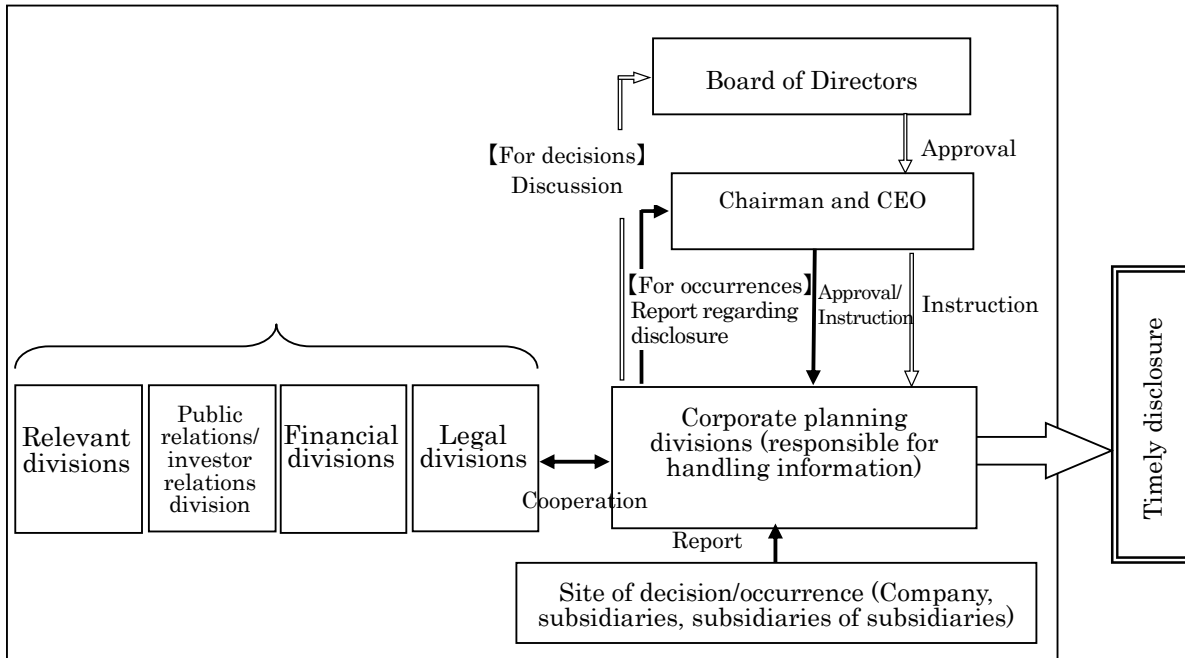 Board of Directors
【For decisions】
Discussion
Approval
Chairman and CEO
【For occurrences】
Report regarding
disclosure
Approval/
Instruction
Instruction
Relevant
divisions
Public
relations/
investor
relations
division
Financial
divisions
Legal
divisions
Cooperation
Corporate planning
divisions (responsible for
handling information)
Timely disclosure
Report
Site of decision/occurrence (Company,
subsidiaries, subsidiaries of subsidiaries)